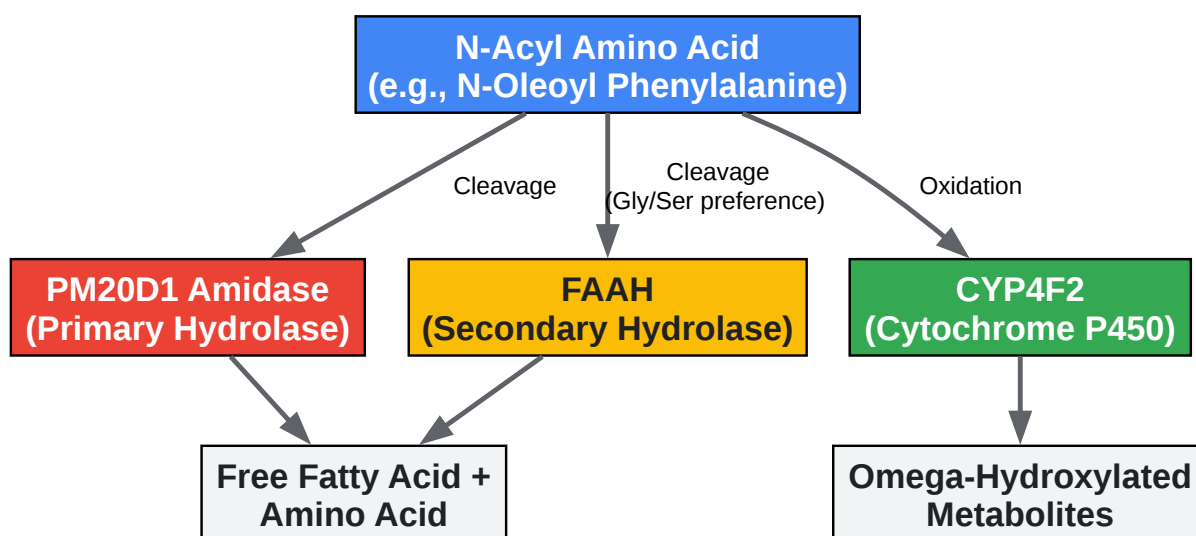 N-Acyl Amino Acid
(e.g., N-Oleoyl Phenylalanine)
Cleavage
Cleavage
(Gly/Ser preference)
Oxidation
PM20D1 Amidase
(Primary Hydrolase)
FAAH
(Secondary Hydrolase)
CYP4F2
(Cytochrome P450)
Free Fatty Acid +
Amino Acid
Omega-Hydroxylated
Metabolites